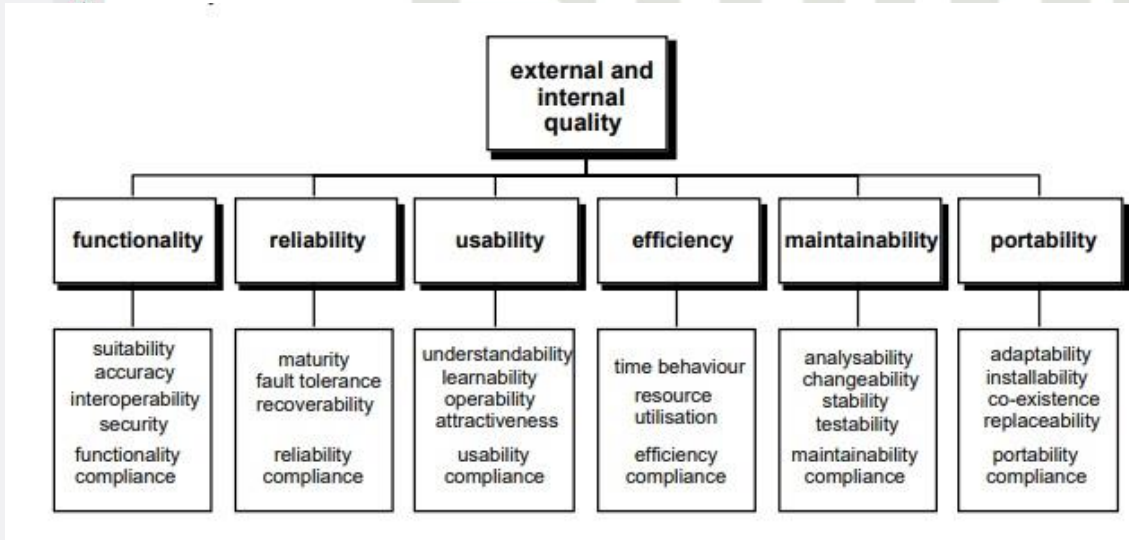 external and
internal
quality
functionality
reliability
usability
efficiency
maintainability
portability
suitability
accuracy
interoperability
security
functionality
compliance
maturity
fault tolerance
recoverability
reliability
compliance
understandability
learnability
operability
attractiveness
usability
compliance
time behaviour
resource
utilisation
efficiency
compliance
analysability
changeability
stability
testability
maintainability
compliance
adaptability
installability
co-existence
replaceability
portability
compliance